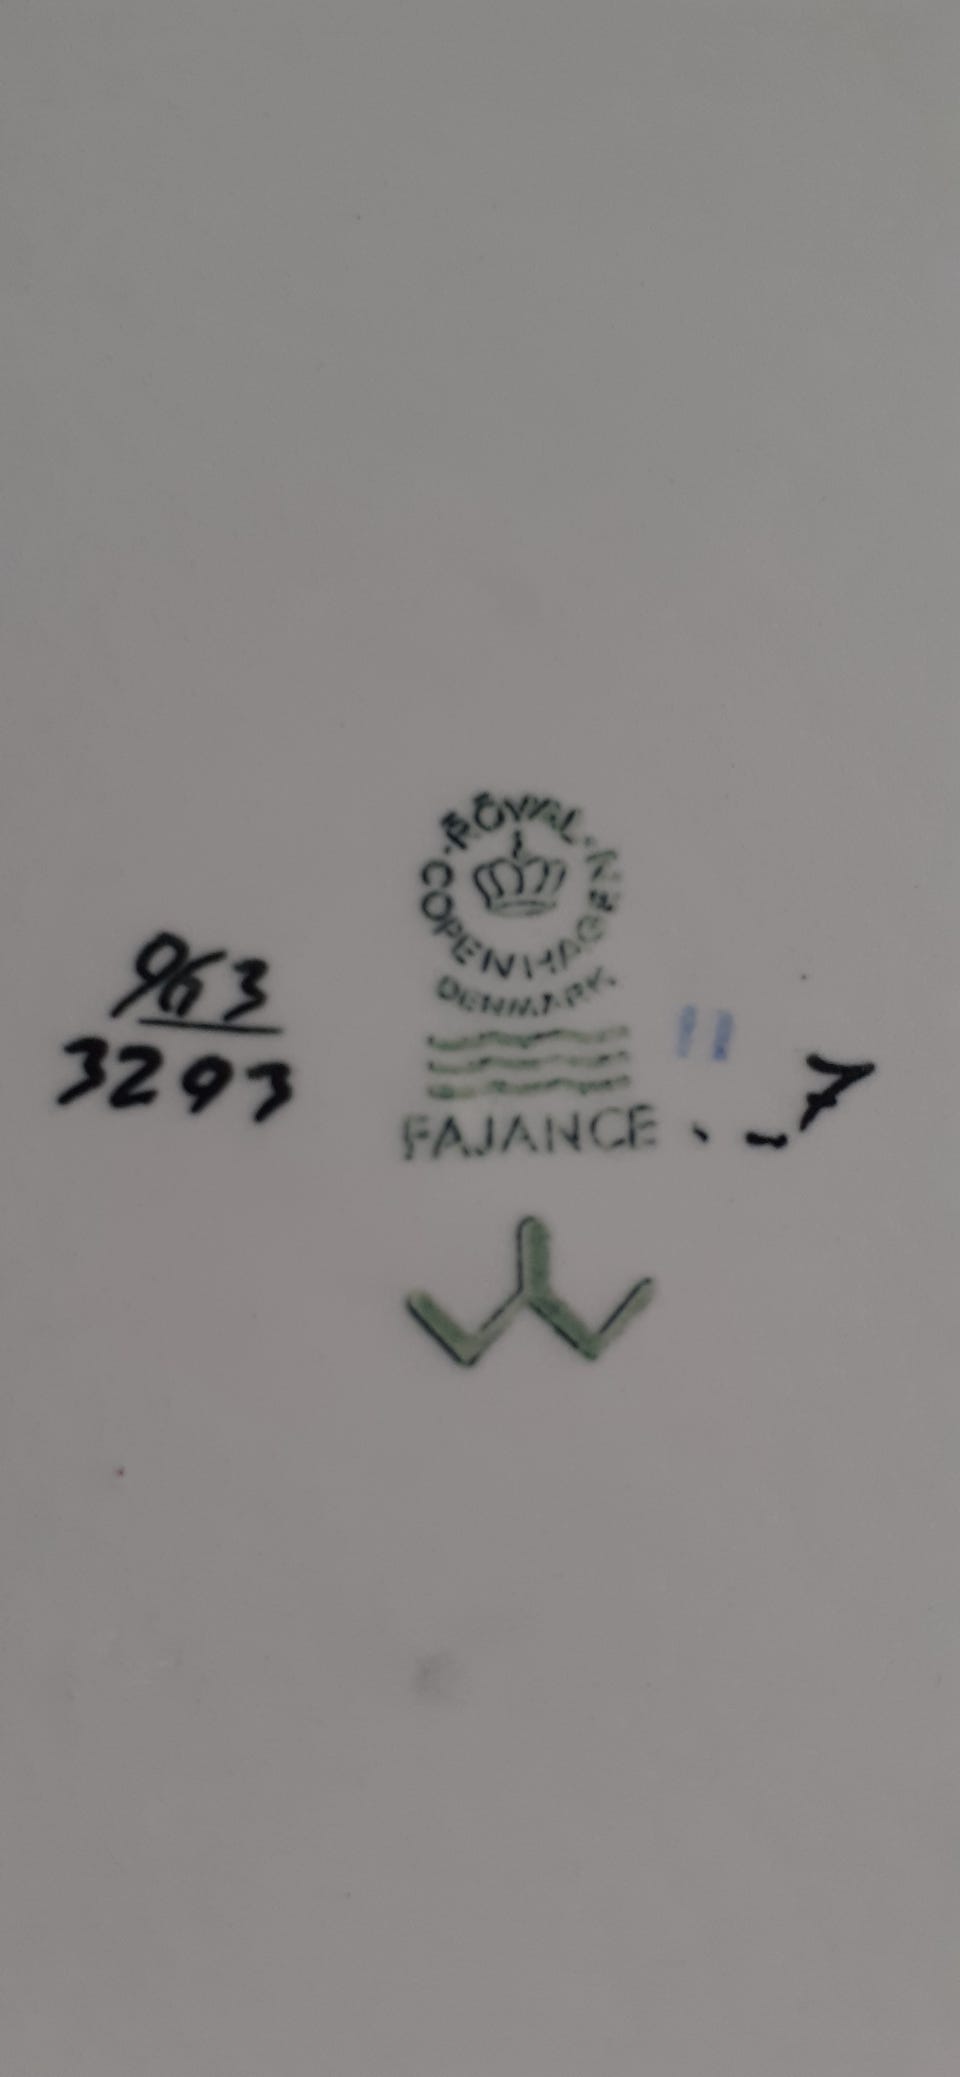 ·ROYAL·
COPENHAGEN
DENMARK
963
3293
FAJANCE
7